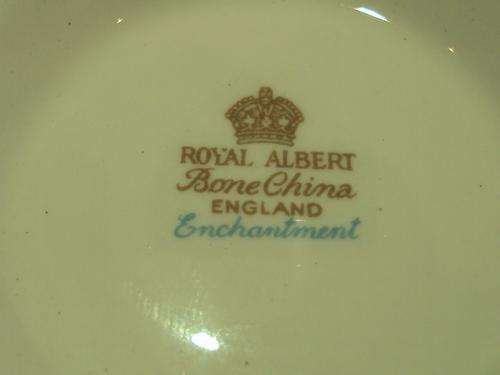 ROYAL ALBERT
Bone China
ENGLAND
Enchantment